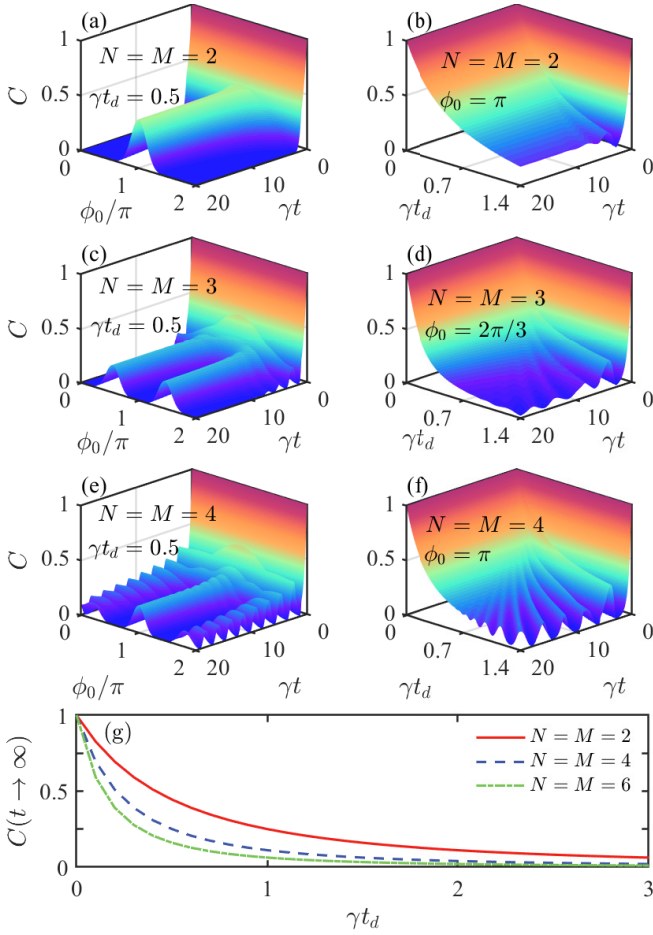 (a)
N = M = 2
γt_d = 0.5
C
1
0.5
0
0
1
2
ϕ_0/π
20
10
0
γt
(b)
N = M = 2
ϕ_0 = π
1
0.5
0
0
0.7
1.4
γt_d
20
10
0
γt
(c)
N = M = 3
γt_d = 0.5
C
1
0.5
0
0
1
2
ϕ_0/π
20
10
0
γt
(d)
N = M = 3
ϕ_0 = 2π/3
1
0.5
0
0
0.7
1.4
γt_d
20
10
0
γt
(e)
N = M = 4
γt_d = 0.5
C
1
0.5
0
0
1
2
ϕ_0/π
20
10
0
γt
(f)
N = M = 4
ϕ_0 = π
1
0.5
0
0
0.7
1.4
γt_d
20
10
0
γt
(g)
C(t → ∞)
1
0.5
0
N = M = 2
N = M = 4
N = M = 6
0 1 2 3
γt_d